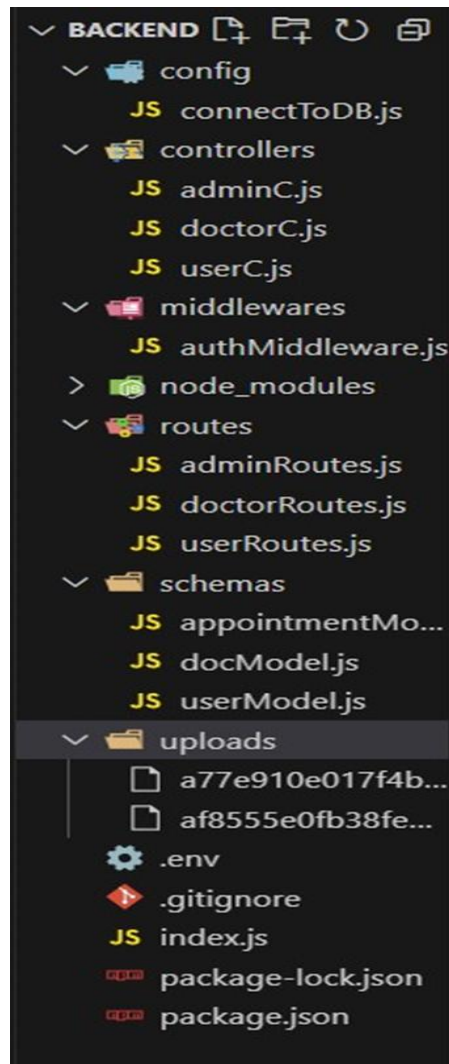 BACKEND
config
JS connectToDB.js
controllers
JS adminC.js
JS doctorC.js
JS userC.js
middlewares
JS authMiddleware.js
node_modules
routes
JS adminRoutes.js
JS doctorRoutes.js
JS userRoutes.js
schemas
JS appointmentMo...
JS docModel.js
JS userModel.js
uploads
a77e910e017f4b...
af8555e0fb38fe...
.env
.gitignore
JS index.js
package-lock.json
package.json